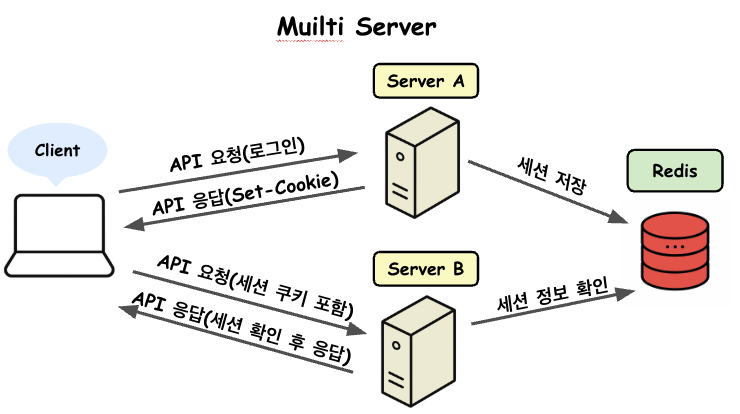 Muilti Server
Server A
Client
API 요청(로그인)
API 응답(Set-Cookie)
세션 저장
Redis
Server B
API 요청(세션 쿠키 포함)
API 응답(세션 확인 후 응답)
세션 정보 확인